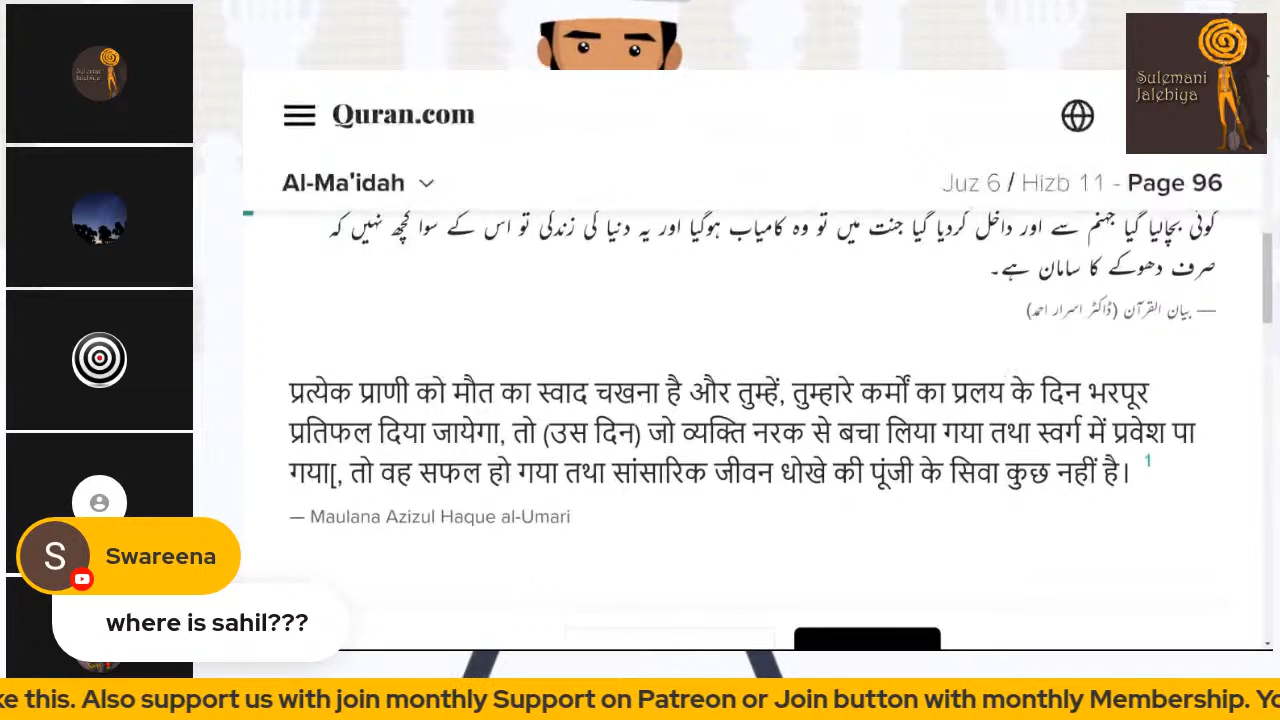 Sulemani
Jalebiya
Quran.com
Al-Ma'idah
Juz 6 / Hizb 11 - Page 96
کوئی بچالیا گیا جہنم سے اور داخل کردیا گیا جنت میں تو وہ کامیاب ہوگیا اور یہ دنیا کی زندگی تو اس کے سوا کچھ نہیں کہ
صرف دھوکے کا سامان ہے۔
— بیان القرآن (ڈاکٹر اسرار احمد)
प्रत्येक प्राणी को मौत का स्वाद चखना है और तुम्हें, तुम्हारे कर्मों का प्रलय के दिन भरपूर
प्रतिफल दिया जायेगा, तो (उस दिन) जो व्यक्ति नरक से बचा लिया गया तथा स्वर्ग में प्रवेश पा
गया[, तो वह सफल हो गया तथा सांसारिक जीवन धोखे की पूंजी के सिवा कुछ नहीं है। 1
— Maulana Azizul Haque al-Umari
S
Swareena
where is sahil???
ke this. Also support us with join monthly Support on Patreon or Join button with monthly Membership. Yo